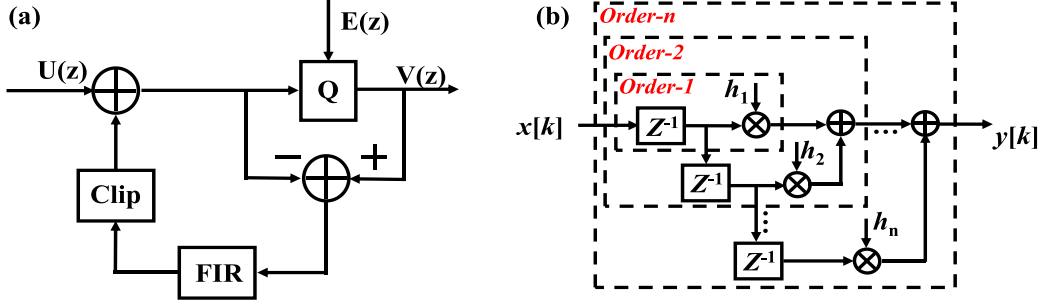 (a)
E(z)
U(z)
Q
V(z)
−
+
Clip
FIR
(b)
Order-n
Order-2
Order-1
h₁
x[k]
Z⁻¹
...
y[k]
h₂
Z⁻¹
⋮
hₙ
Z⁻¹